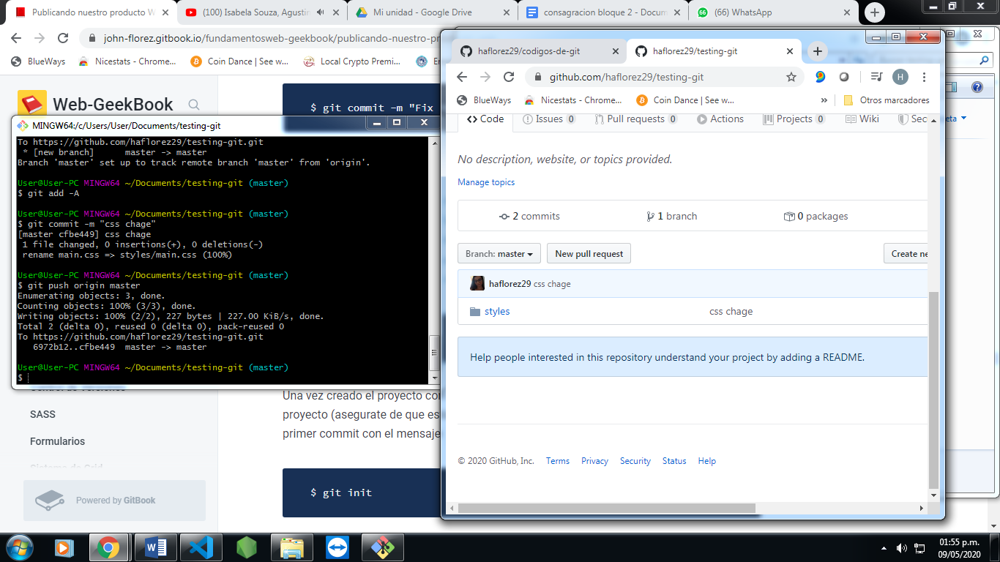 Publicando nuestro producto W
(100) Isabela Souza, Agustin
Mi unidad - Google Drive
consagracion bloque 2 - Docum
(66) WhatsApp
john-florez.gitbook.io/fundamentosweb-geekbook/publicando-nuestro-pr
BlueWays
Nicestats - Chrome...
Coin Dance | See w...
Local Crypto Premi...
Web-GeekBook
$ git commit -m "Fix
MINGW64:/c/Users/User/Documents/testing-git
To https://github.com/haflorez29/testing-git.git
* [new branch]      master -> master
Branch 'master' set up to track remote branch 'master' from 'origin'.
User@User-PC MINGW64 ~/Documents/testing-git (master)
$ git add -A
User@User-PC MINGW64 ~/Documents/testing-git (master)
$ git commit -m "css chage"
[master cfbe449] css chage
1 file changed, 0 insertions(+), 0 deletions(-)
rename main.css => styles/main.css (100%)
User@User-PC MINGW64 ~/Documents/testing-git (master)
$ git push origin master
Enumerating objects: 3, done.
Counting objects: 100% (3/3), done.
Writing objects: 100% (2/2), 227 bytes | 227.00 KiB/s, done.
Total 2 (delta 0), reused 0 (delta 0), pack-reused 0
To https://github.com/haflorez29/testing-git.git
6972b12..cfbe449  master -> master
User@User-PC MINGW64 ~/Documents/testing-git (master)
$
SASS
Formularios
Powered by GitBook
Una vez creado el proyecto con
proyecto (asegurate de que es
primer commit con el mensaje
$ git init
haflorez29/codigos-de-git
haflorez29/testing-git
github.com/haflorez29/testing-git
H
BlueWays
Nicestats - Chrome...
Coin Dance | See w...
»
Otros marcadores
Code
Issues 0
Pull requests 0
Actions
Projects 0
Wiki
Sec
No description, website, or topics provided.
Manage topics
2 commits
1 branch
0 packages
Branch: master
New pull request
Create ne
haflorez29 css chage
styles
css chage
Help people interested in this repository understand your project by adding a README.
© 2020 GitHub, Inc.
Terms
Privacy
Security
Status
Help
01:55 p.m.
09/05/2020